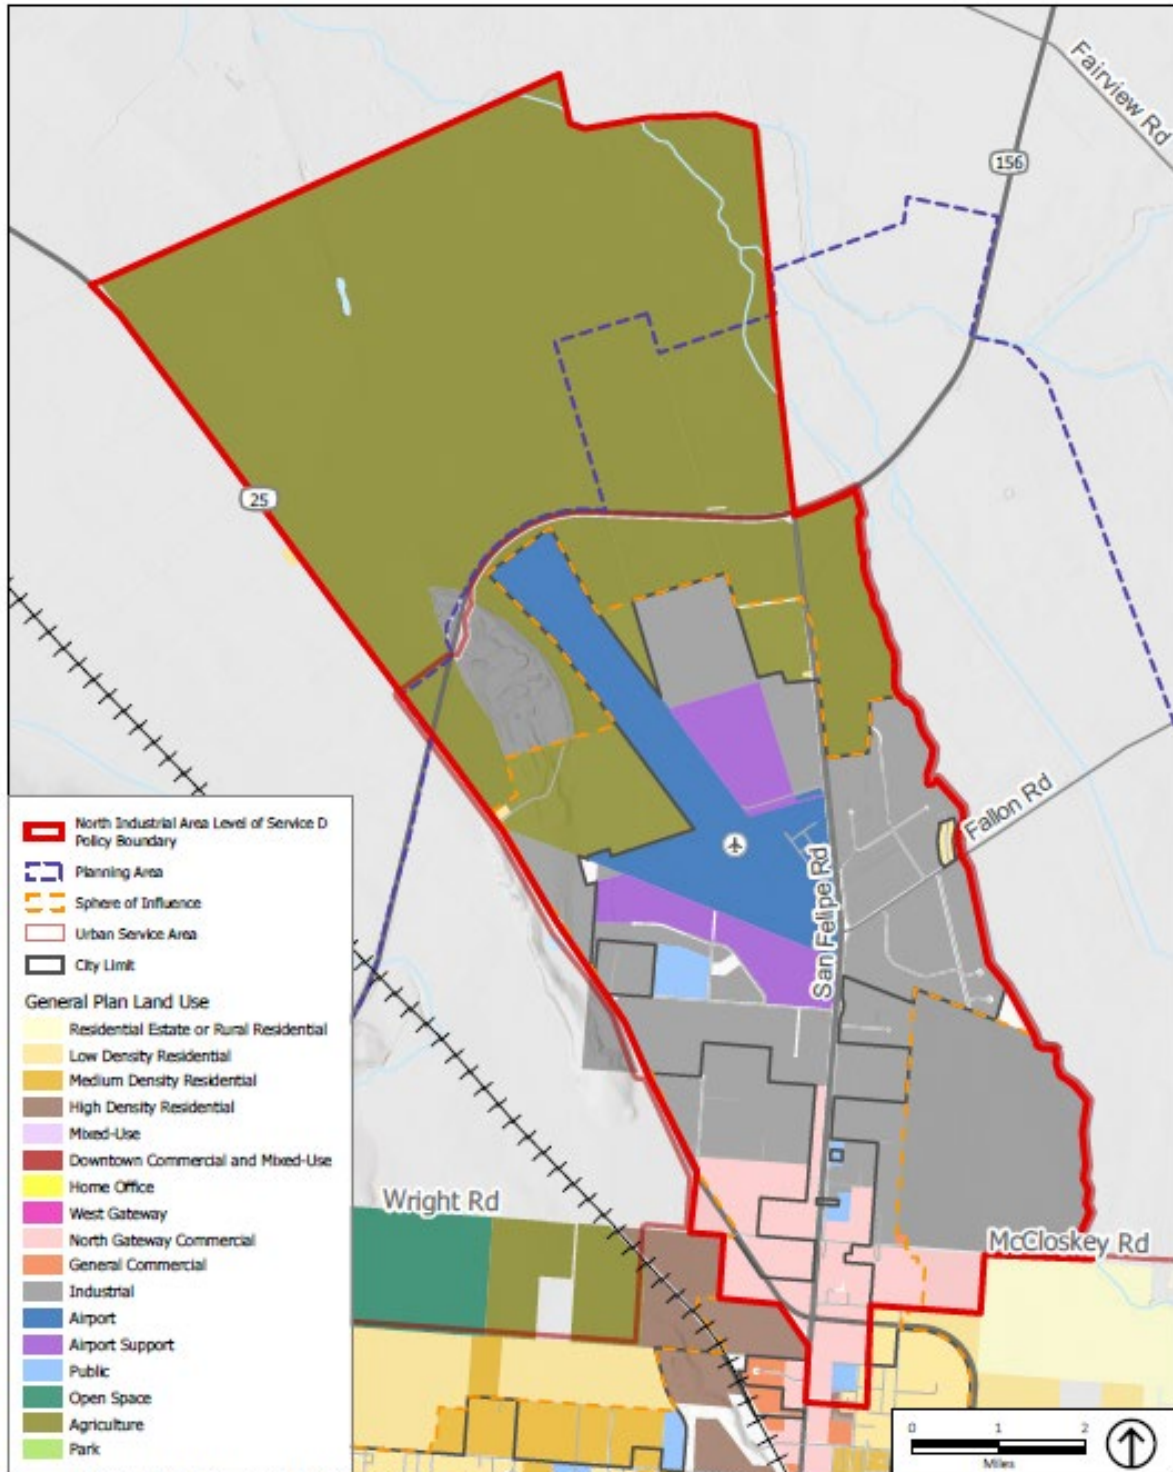 Fairview Rd
156
25
Fallon Rd
San Felipe Rd
North Industrial Area Level of Service D
Policy Boundary
Planning Area
Sphere of Influence
Urban Service Area
City Limit
General Plan Land Use
Residential Estate or Rural Residential
Low Density Residential
Medium Density Residential
High Density Residential
Mixed-Use
Downtown Commercial and Mixed-Use
Home Office
West Gateway
North Gateway Commercial
General Commercial
Industrial
Airport
Airport Support
Public
Open Space
Agriculture
Park
Wright Rd
McCloskey Rd
0 1 2
Miles